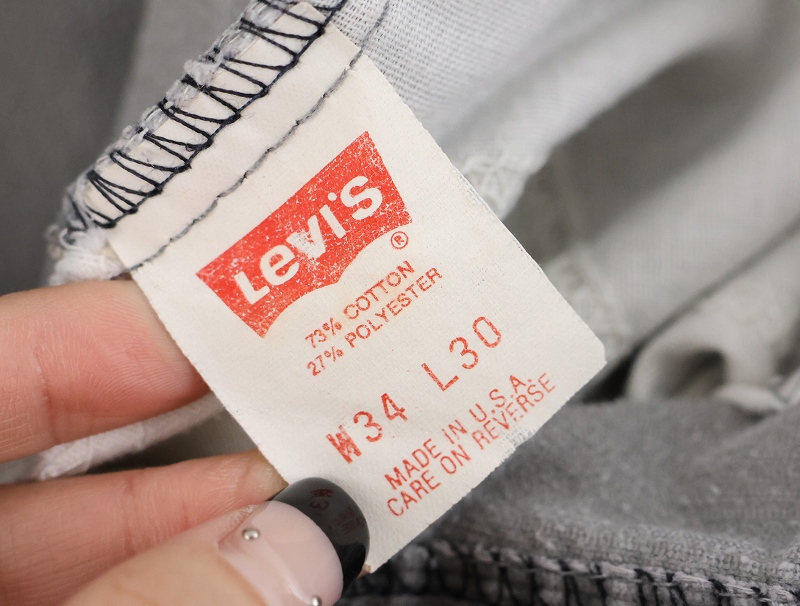 Levi's ®
73% COTTON
27% POLYESTER
W34 L30
MADE IN U.S.A.
CARE ON REVERSE